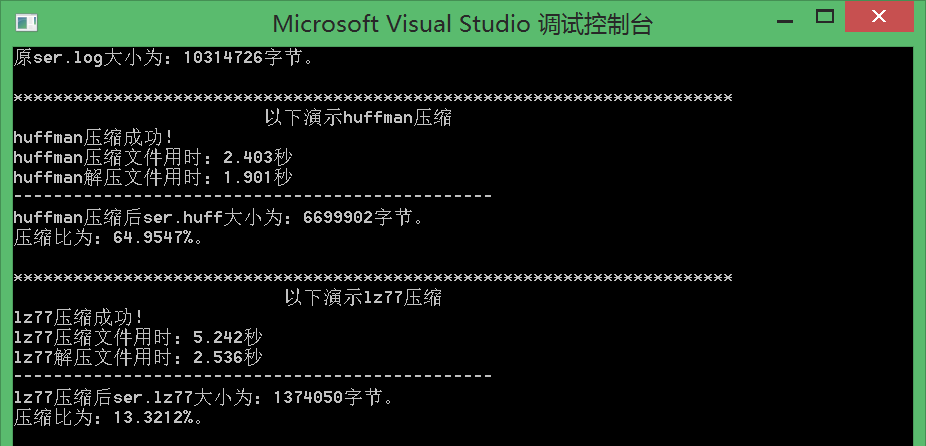 Microsoft Visual Studio 调试控制台
原ser.log大小为：10314726字节。
************************************************************************
以下演示huffman压缩
huffman压缩成功!
huffman压缩文件用时：2.403秒
huffman解压文件用时：1.901秒
------------------------------------------------
huffman压缩后ser.huff大小为：6699902字节。
压缩比为：64.9547%。
************************************************************************
以下演示lz77压缩
lz77压缩成功!
lz77压缩文件用时：5.242秒
lz77解压文件用时：2.536秒
------------------------------------------------
lz77压缩后ser.lz77大小为：1374050字节。
压缩比为：13.3212%。